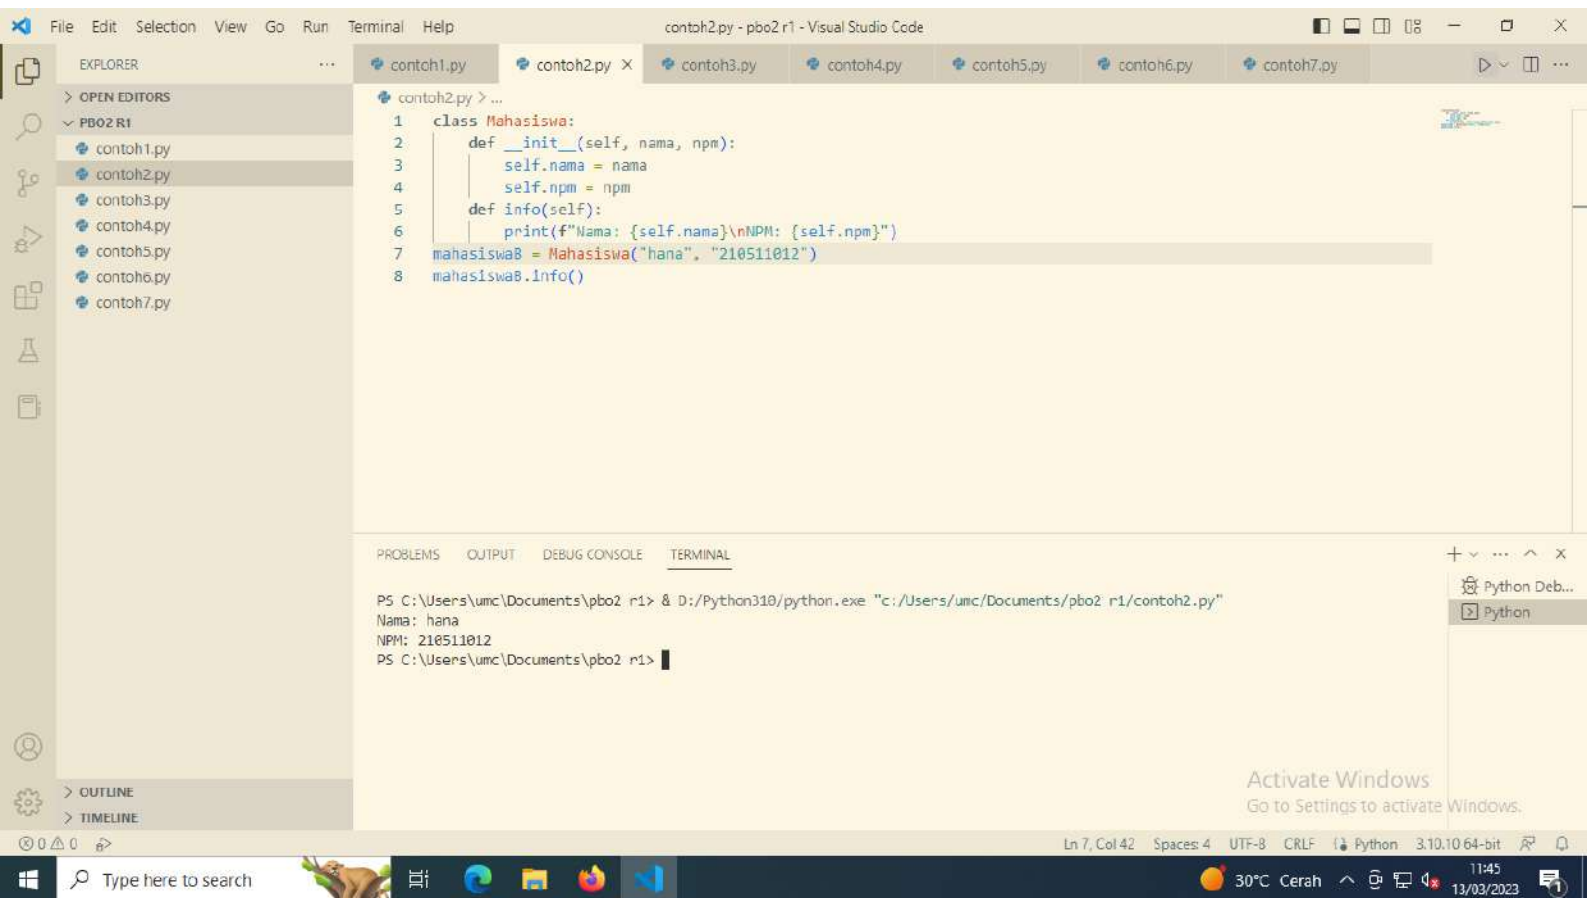 File Edit Selection View Go Run Terminal Help
contoh2.py - pbo2 r1 - Visual Studio Code
EXPLORER
contoh1.py
contoh2.py
contoh3.py
contoh4.py
contoh5.py
contoh6.py
contoh7.py
OPEN EDITORS
PBO2 R1
contoh1.py
contoh2.py
contoh3.py
contoh4.py
contoh5.py
contoh6.py
contoh7.py
OUTLINE
TIMELINE
contoh2.py > ...
1 class Mahasiswa:
2 def __init__(self, nama, npm):
3 self.nama = nama
4 self.npm = npm
5 def info(self):
6 print(f"Nama: {self.nama}\nNPM: {self.npm}")
7 mahasiswaB = Mahasiswa("hana", "210511012")
8 mahasiswaB.info()
PROBLEMS OUTPUT DEBUG CONSOLE TERMINAL
PS C:\Users\umc\Documents\pbo2 r1> & D:/Python310/python.exe "c:/Users/umc/Documents/pbo2 r1/contoh2.py"
Nama: hana
NPM: 210511012
PS C:\Users\umc\Documents\pbo2 r1>
Python Deb...
Python
Activate Windows
Go to Settings to activate Windows.
0 0
Ln 7, Col 42 Spaces: 4 UTF-8 CRLF Python 3.10.10 64-bit
Type here to search
30°C Cerah
11:45
13/03/2023
1